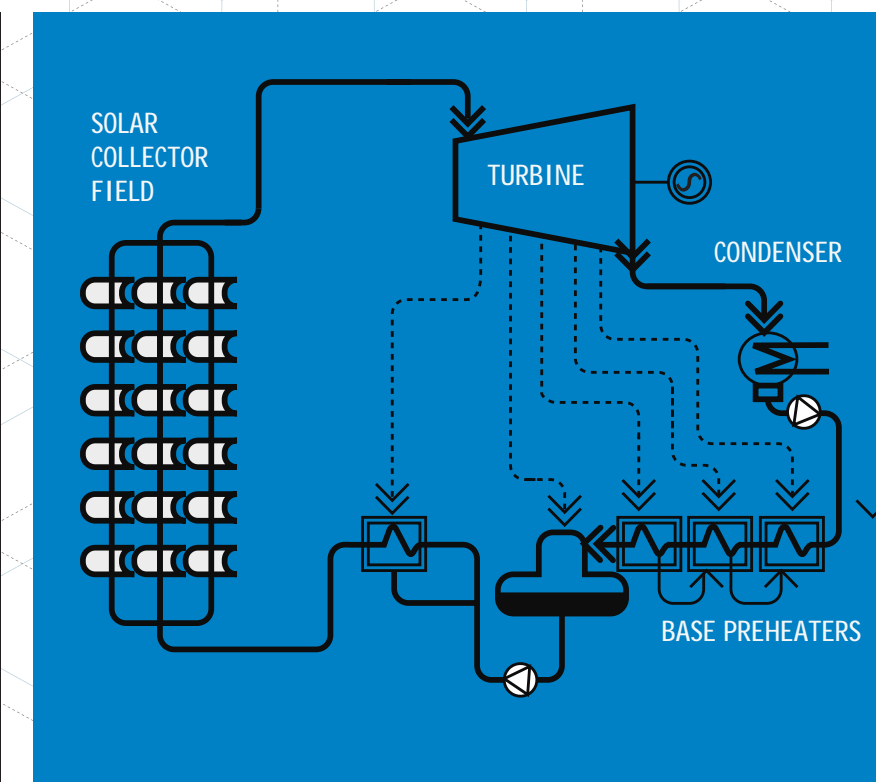 SOLAR
COLLECTOR
FIELD
TURBINE
CONDENSER
BASE PREHEATERS